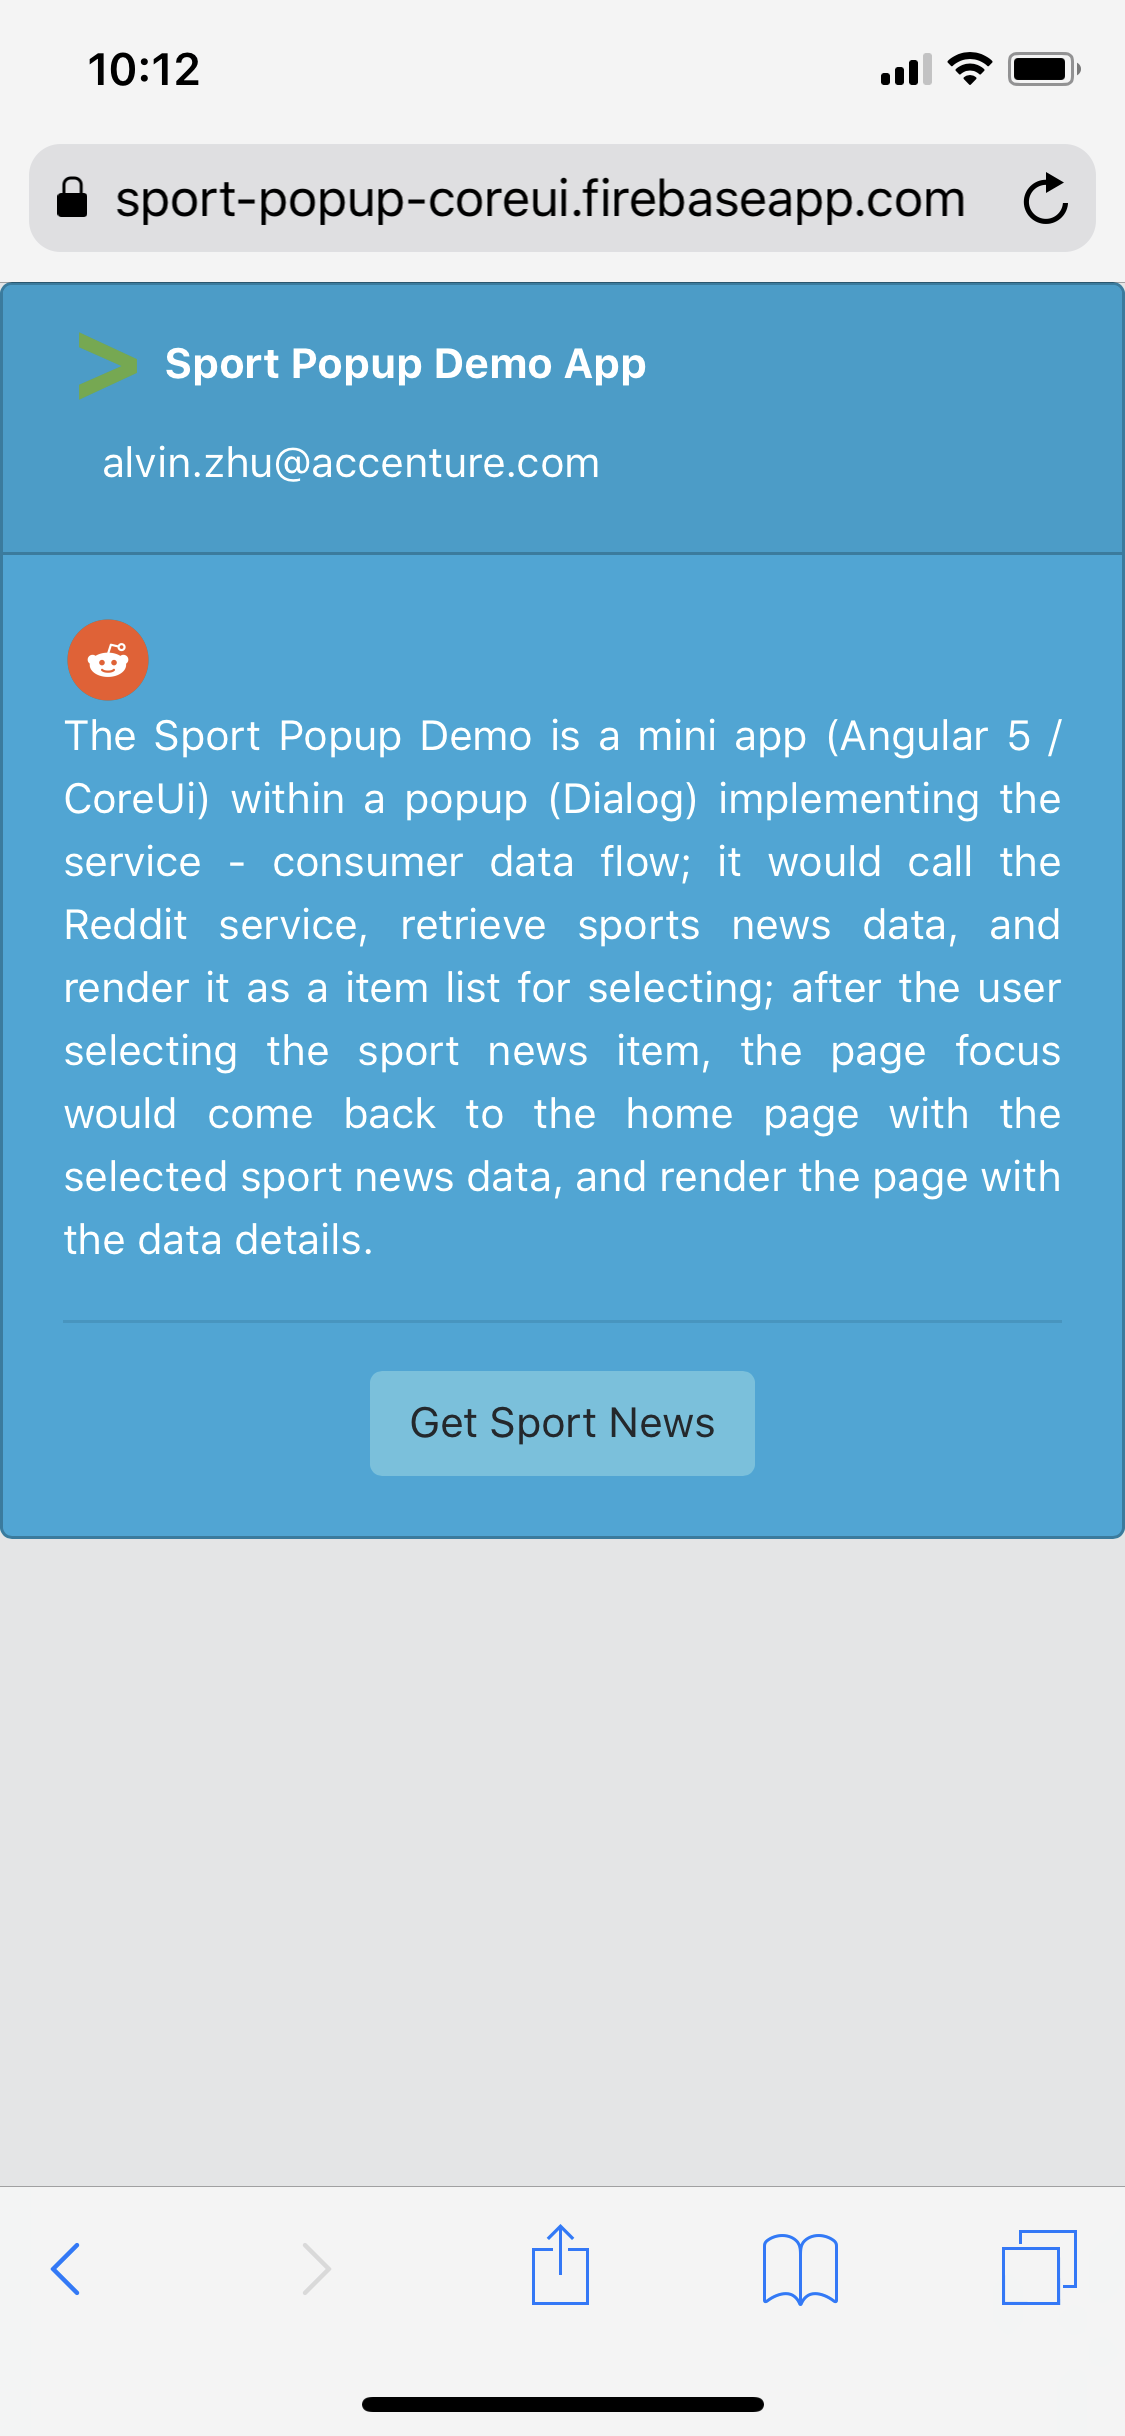 10:12
sport-popup-coreui.firebaseapp.com
Sport Popup Demo App
alvin.zhu@accenture.com
The Sport Popup Demo is a mini app (Angular 5 /
CoreUi) within a popup (Dialog) implementing the
service - consumer data flow; it would call the
Reddit service, retrieve sports news data, and
render it as a item list for selecting; after the user
selecting the sport news item, the page focus
would come back to the home page with the
selected sport news data, and render the page with
the data details.
Get Sport News